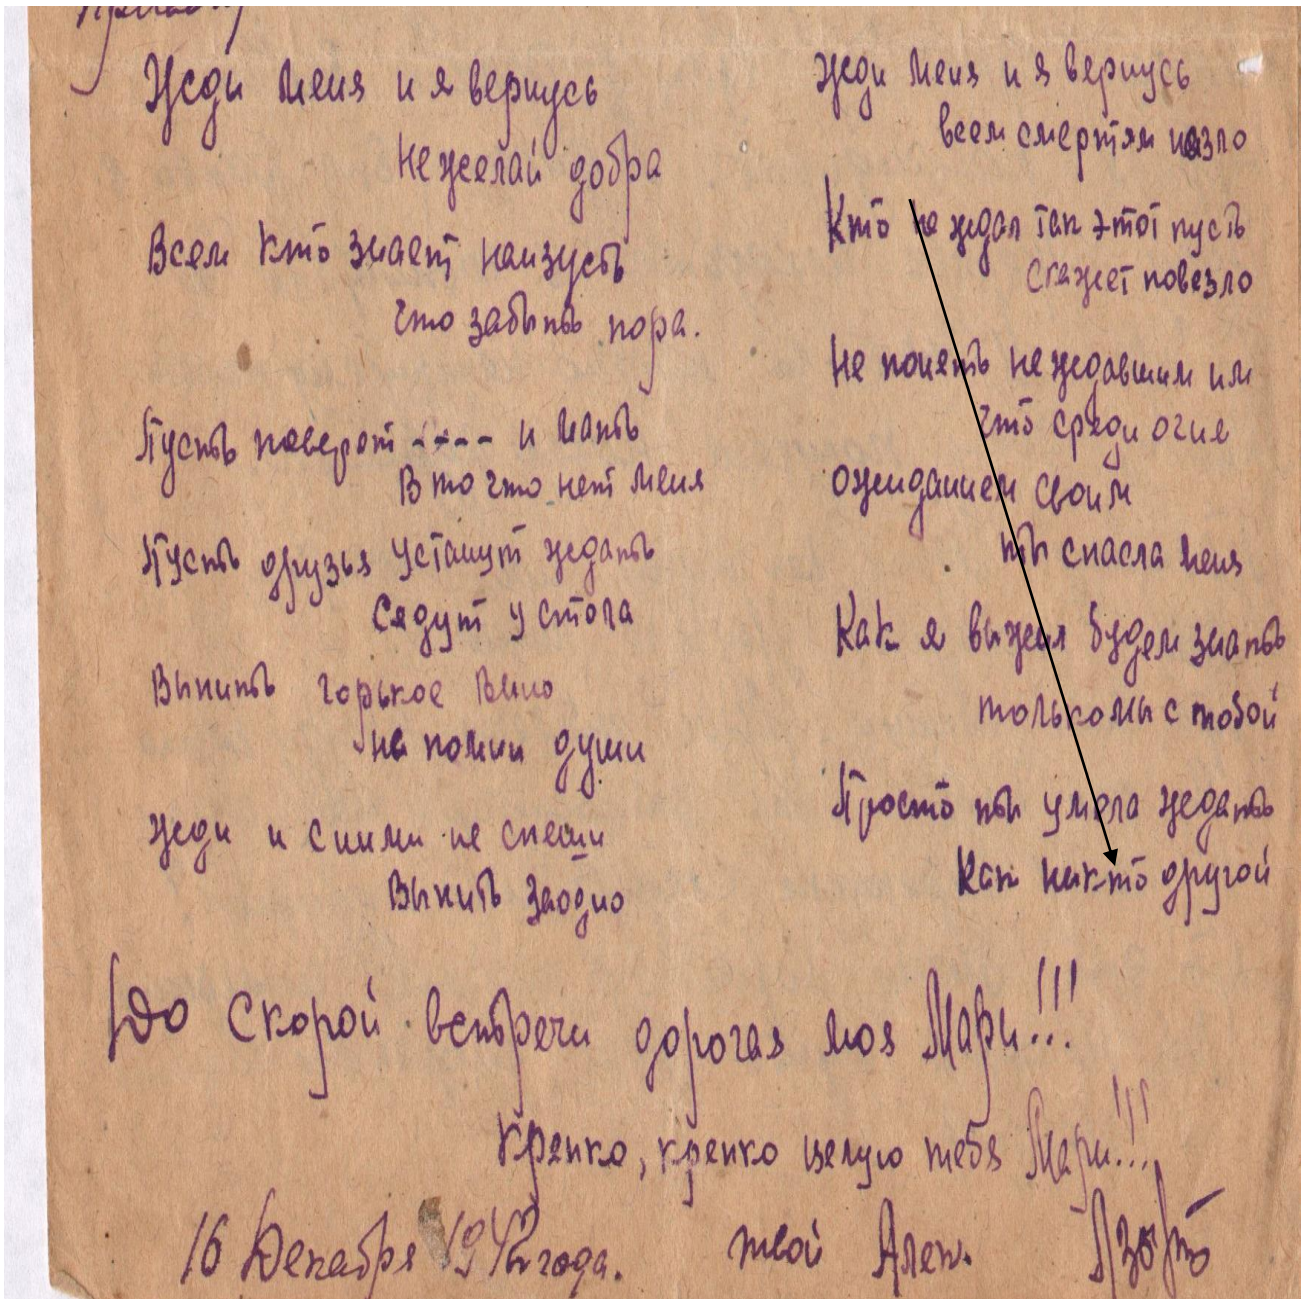 Жди меня и я вернусь
Не желай добра
Всем кто знает наизусть
Что забыть пора.
Пусть поверят ---- и мать
В то что нет меня
Пусть друзья устанут ждать
Сядут у стола
Выпить горькое вино
на помин души
Жди и с ними не спеши
Выпить заодно
Жди меня и я вернусь
всем смертям назло
Кто не ждал так этот пусть
скажет повезло
Не понять не ждавшим им
что среди огня
ожиданием своим
ты спасла меня
Как я выжил будем знать
только мы с тобой
Просто ты умела ждать
Как никто другой
До скорой встречи дорогая моя Мари!!!
Крепко, крепко целую тебя Мари!!!
16 Декабря 1942 года. твой Алек.